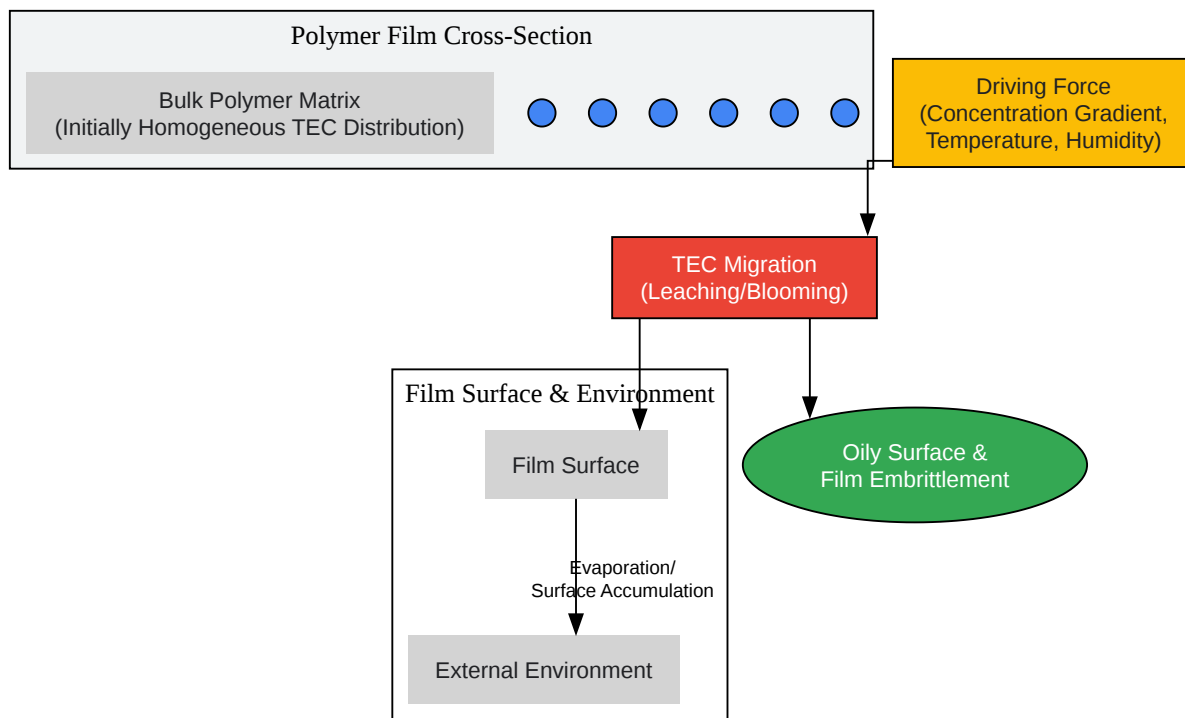 Polymer Film Cross-Section
Bulk Polymer Matrix
(Initially Homogeneous TEC Distribution)
Driving Force
(Concentration Gradient,
Temperature, Humidity)
TEC Migration
(Leaching/Blooming)
Film Surface & Environment
Film Surface
Oily Surface &
Film Embrittlement
Evaporation/
Surface Accumulation
External Environment